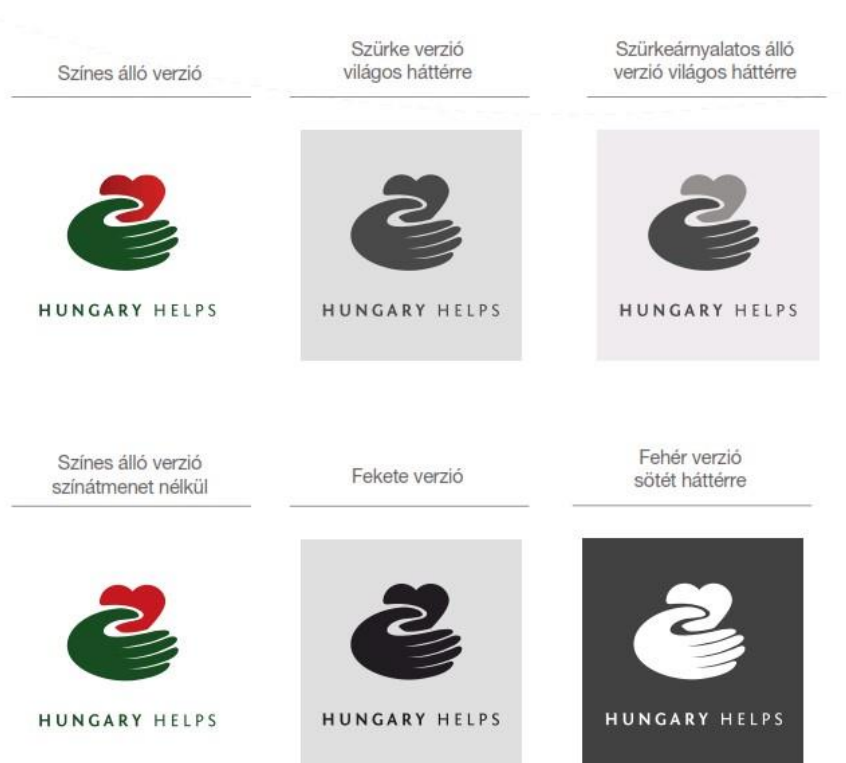 Színes álló verzió
Szürke verzió
világos háttérre
Szürkeárnyalatos álló
verzió világos háttérre
HUNGARY HELPS
HUNGARY HELPS
HUNGARY HELPS
Színes álló verzió
színátmenet nélkül
Fekete verzió
Fehér verzió
sötét háttérre
HUNGARY HELPS
HUNGARY HELPS
HUNGARY HELPS